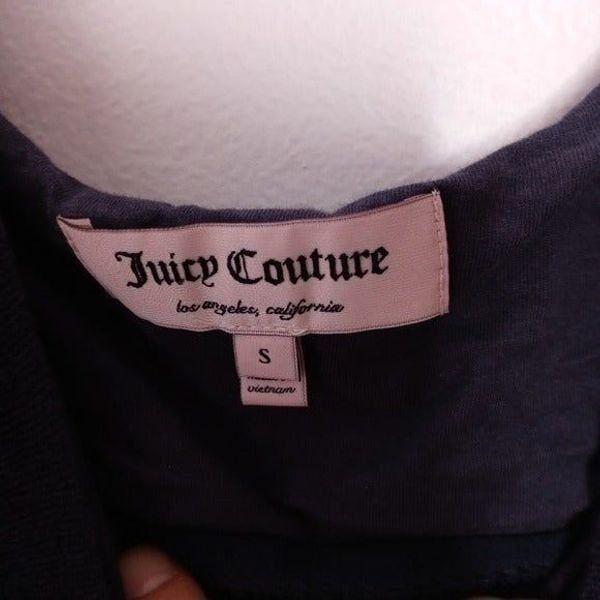 Juicy Couture
los angeles, california
S
vietnam